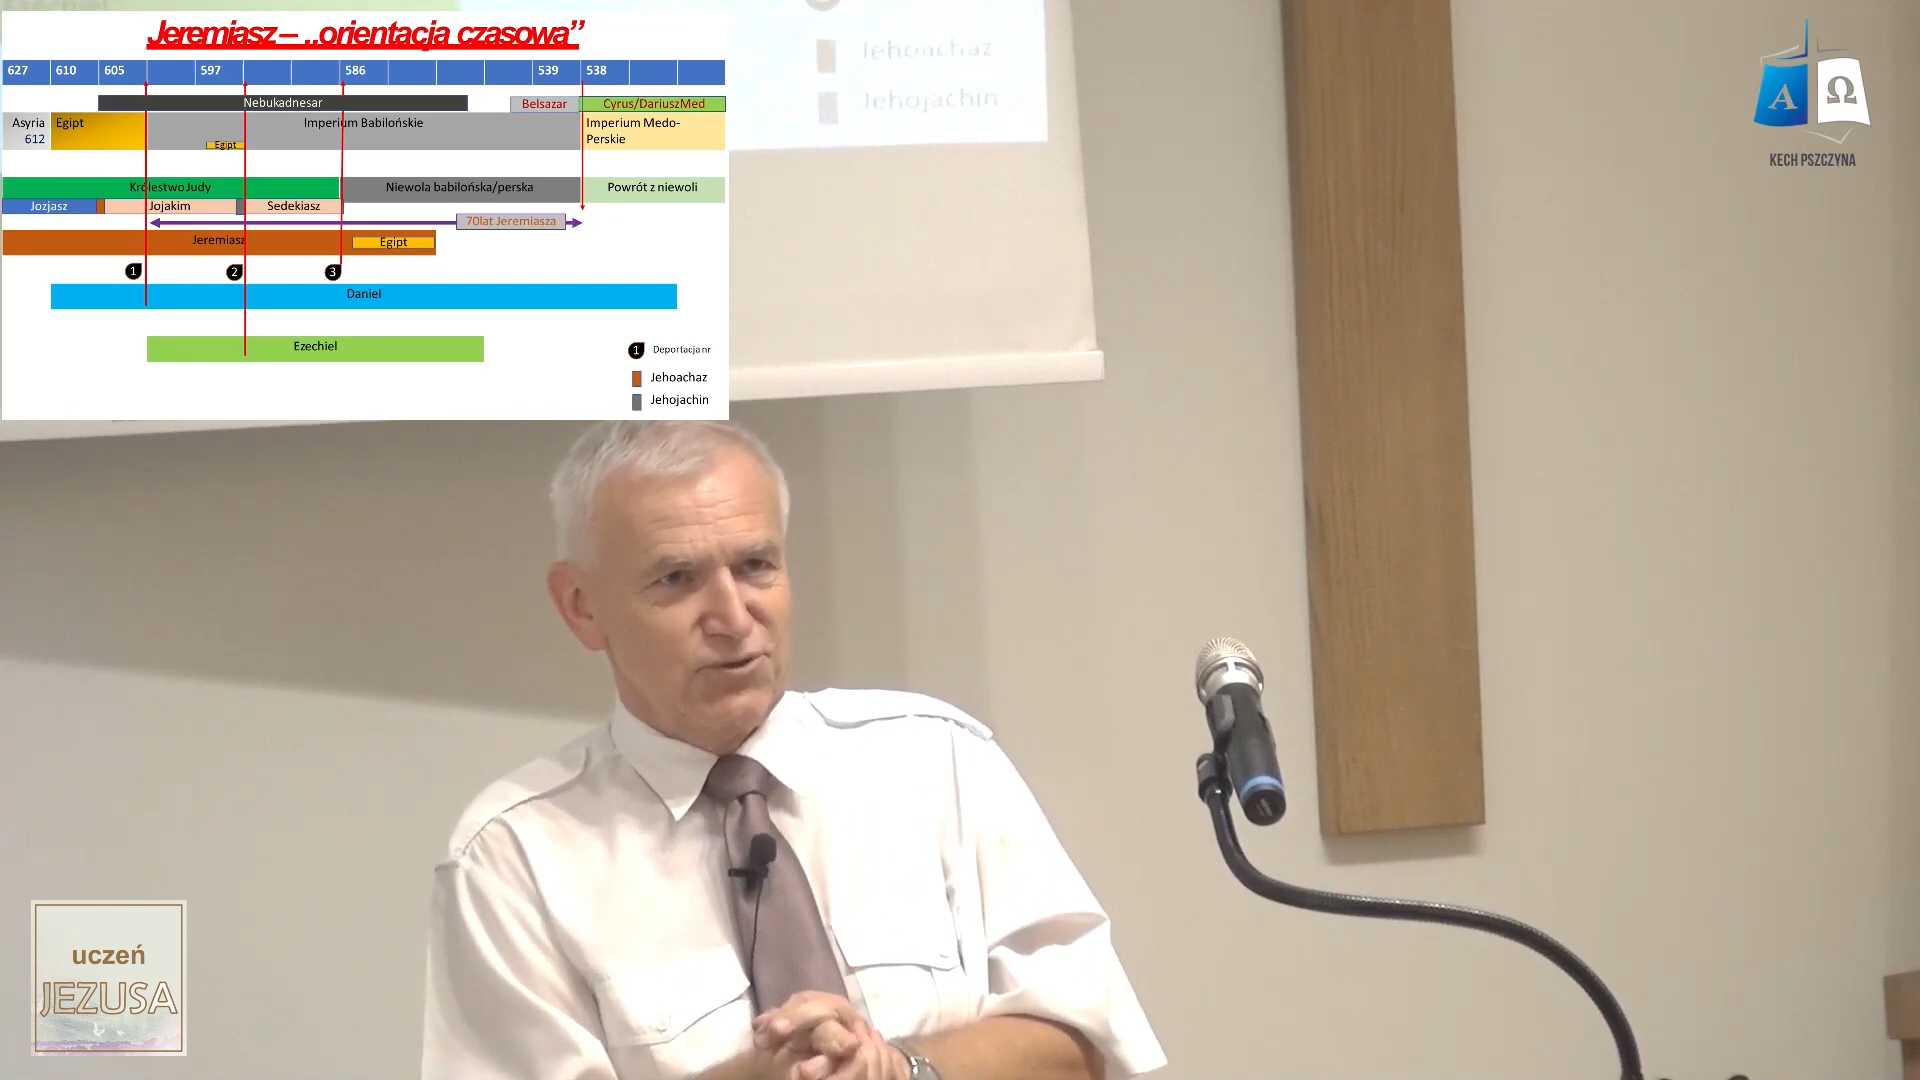 Jeremiasz – „orientacja czasowa”
627 610 605 597 586 539 538
Nebukadnesar
Belsazar
Cyrus/DariuszMed
Asyria
612
Egipt
Imperium Babilońskie
Egipt
Imperium Medo-
Perskie
Królestwo Judy
Niewola babilońska/perska
Powrót z niewoli
Jozjasz
Jojakim
Sedekiasz
70lat Jeremiasza
Jeremiasz
Egipt
1
2
3
Daniel
Ezechiel
1 Deportacja nr
Jehoachaz
Jehojachin
Jehoachaz
Jehojachin
A Ω
KECH PSZCZYNA
uczeń
JEZUSA